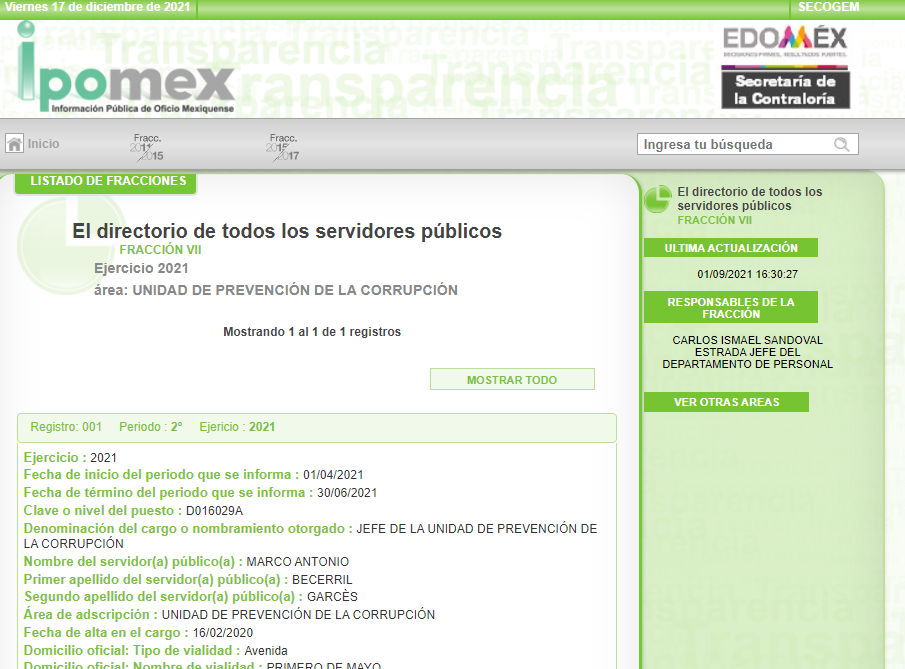 Viernes 17 de diciembre de 2021
SECOGEM
ipomex
Información Pública de Oficio Mexiquense
EDOMÉX
DECISIONES FIRMES, RESULTADOS FUERTES.
Secretaría de
la Contraloría
Inicio
Fracc.
2011
2015
Fracc.
2015
2017
Ingresa tu búsqueda
LISTADO DE FRACCIONES
El directorio de todos los servidores públicos
FRACCIÓN VII
Ejercicio 2021
área: UNIDAD DE PREVENCIÓN DE LA CORRUPCIÓN
Mostrando 1 al 1 de 1 registros
MOSTRAR TODO
Registro: 001 Periodo : 2º Ejericio : 2021
Ejercicio : 2021
Fecha de inicio del periodo que se informa : 01/04/2021
Fecha de término del periodo que se informa : 30/06/2021
Clave o nivel del puesto : D016029A
Denominación del cargo o nombramiento otorgado : JEFE DE LA UNIDAD DE PREVENCIÓN DE
LA CORRUPCIÓN
Nombre del servidor(a) público(a) : MARCO ANTONIO
Primer apellido del servidor(a) público(a) : BECERRIL
Segundo apellido del servidor(a) público(a) : GARCÈS
Área de adscripción : UNIDAD DE PREVENCIÓN DE LA CORRUPCIÓN
Fecha de alta en el cargo : 16/02/2020
Domicilio oficial: Tipo de vialidad : Avenida
Domicilio oficial: Nombre de vialidad : PRIMERO DE MAYO
El directorio de todos los
servidores públicos
FRACCIÓN VII
ULTIMA ACTUALIZACIÓN
01/09/2021 16:30:27
RESPONSABLES DE LA
FRACCIÓN
CARLOS ISMAEL SANDOVAL
ESTRADA JEFE DEL
DEPARTAMENTO DE PERSONAL
VER OTRAS AREAS